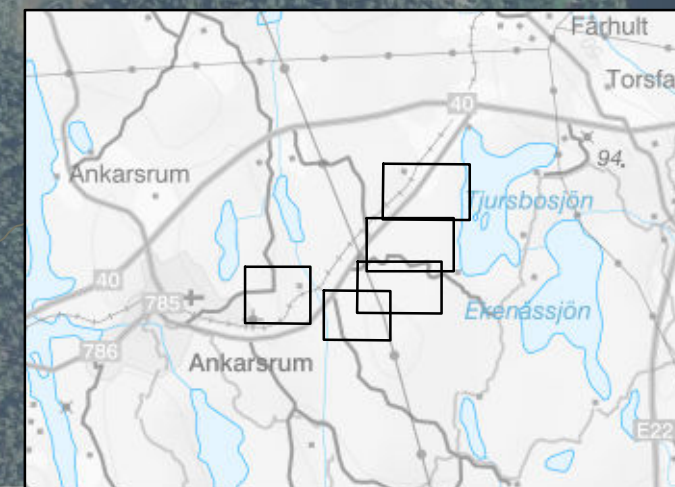 Fårhult
Torsfa
40
94.
Ankarsrum
Tjursbosjön
40
785
Ekenässjön
786
Ankarsrum
E22